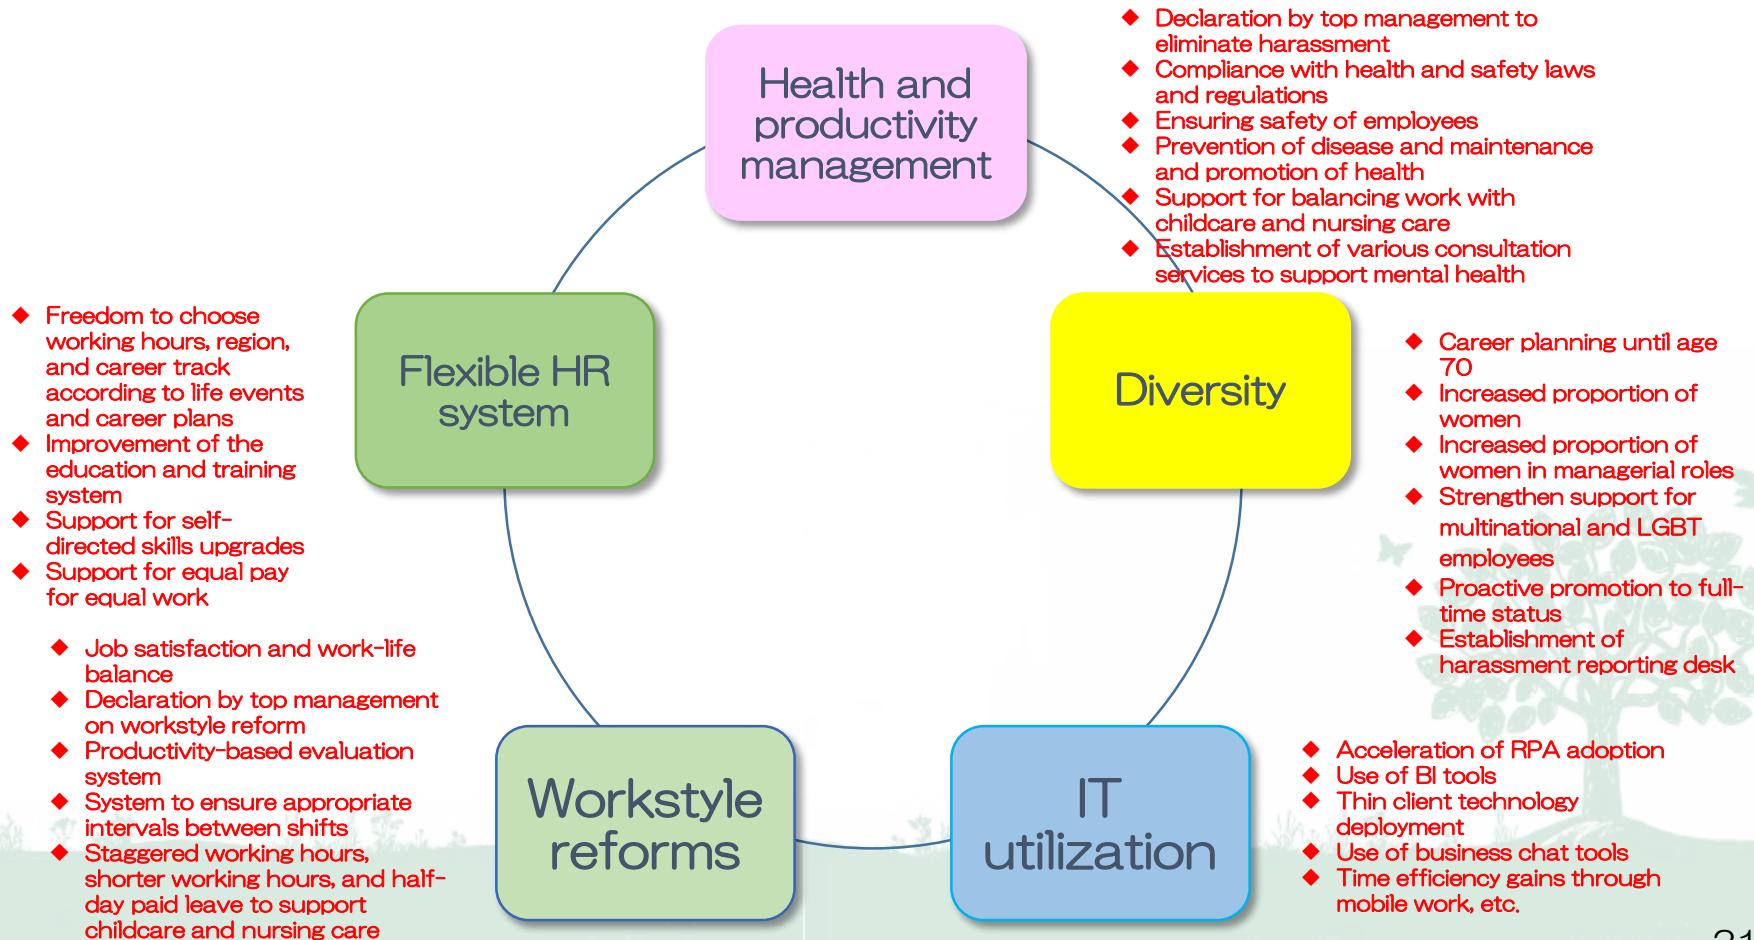 Health and
productivity
management
◆ Declaration by top management to
eliminate harassment
◆ Compliance with health and safety laws
and regulations
◆ Ensuring safety of employees
◆ Prevention of disease and maintenance
and promotion of health
◆ Support for balancing work with
childcare and nursing care
◆ Establishment of various consultation
services to support mental health
Diversity
◆ Career planning until age
70
◆ Increased proportion of
women
◆ Increased proportion of
women in managerial roles
◆ Strengthen support for
multinational and LGBT
employees
◆ Proactive promotion to full-
time status
◆ Establishment of
harassment reporting desk
IT
utilization
◆ Acceleration of RPA adoption
◆ Use of BI tools
◆ Thin client technology
deployment
◆ Use of business chat tools
◆ Time efficiency gains through
mobile work, etc.
Workstyle
reforms
◆ Job satisfaction and work-life
balance
◆ Declaration by top management
on workstyle reform
◆ Productivity-based evaluation
system
◆ System to ensure appropriate
intervals between shifts
◆ Staggered working hours,
shorter working hours, and half-
day paid leave to support
childcare and nursing care
Flexible HR
system
◆ Freedom to choose
working hours, region,
and career track
according to life events
and career plans
◆ Improvement of the
education and training
system
◆ Support for self-
directed skills upgrades
◆ Support for equal pay
for equal work